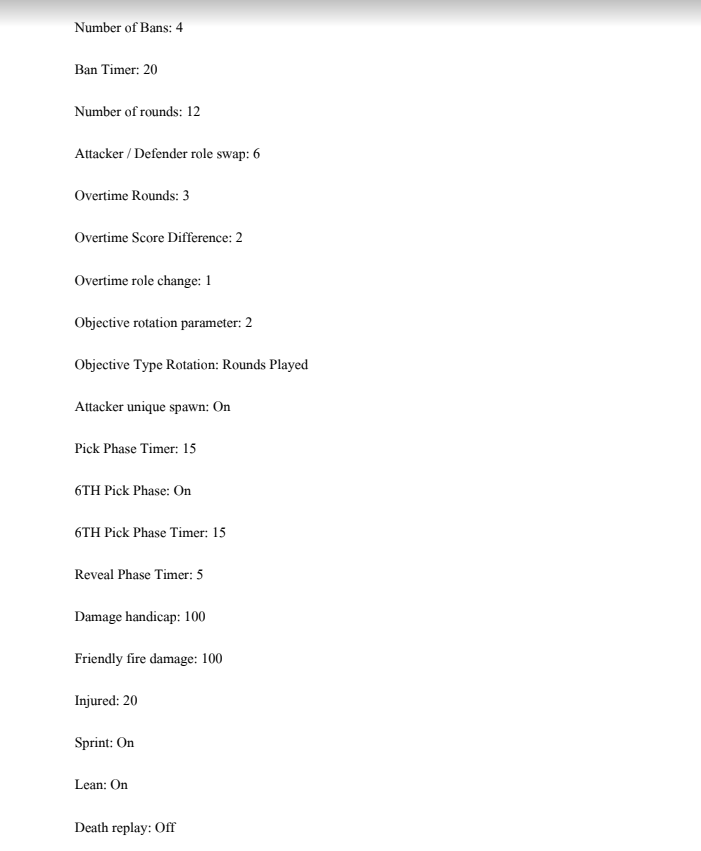 Number of Bans: 4
Ban Timer: 20
Number of rounds: 12
Attacker / Defender role swap: 6
Overtime Rounds: 3
Overtime Score Difference: 2
Overtime role change: 1
Objective rotation parameter: 2
Objective Type Rotation: Rounds Played
Attacker unique spawn: On
Pick Phase Timer: 15
6TH Pick Phase: On
6TH Pick Phase Timer: 15
Reveal Phase Timer: 5
Damage handicap: 100
Friendly fire damage: 100
Injured: 20
Sprint: On
Lean: On
Death replay: Off